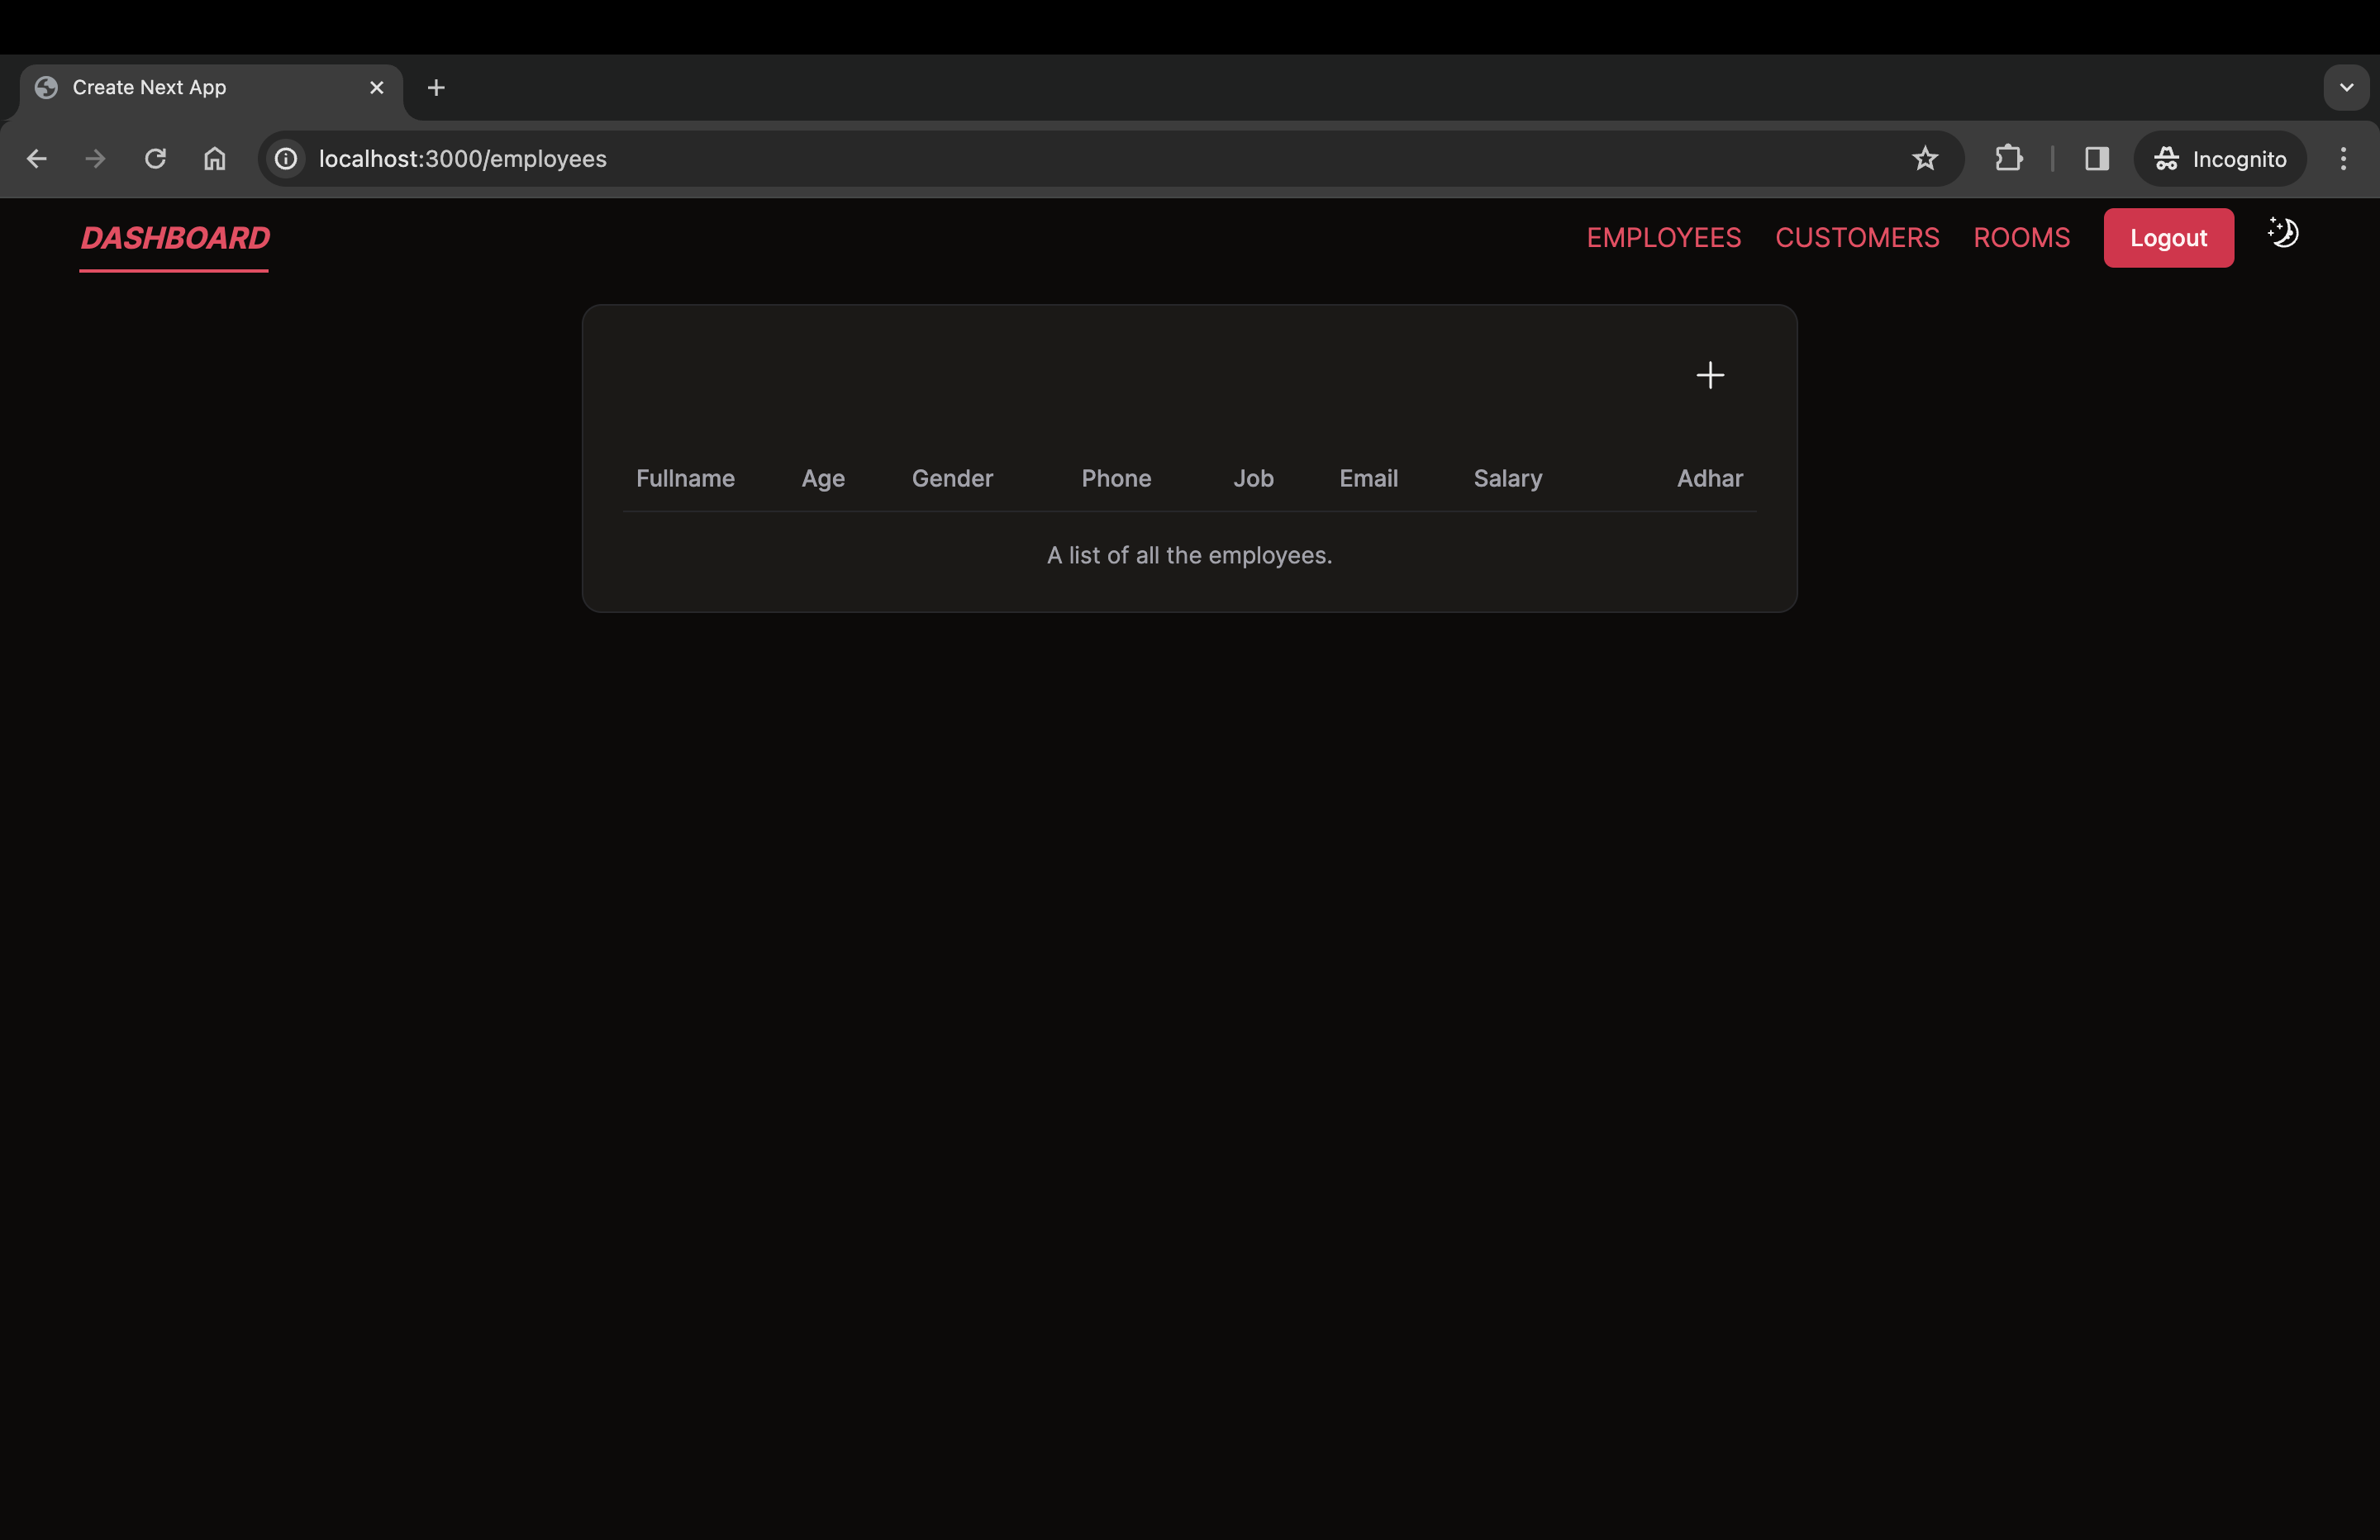 Create Next App
localhost:3000/employees
Incognito
DASHBOARD
EMPLOYEES CUSTOMERS ROOMS Logout
Fullname Age Gender Phone Job Email Salary Adhar
A list of all the employees.